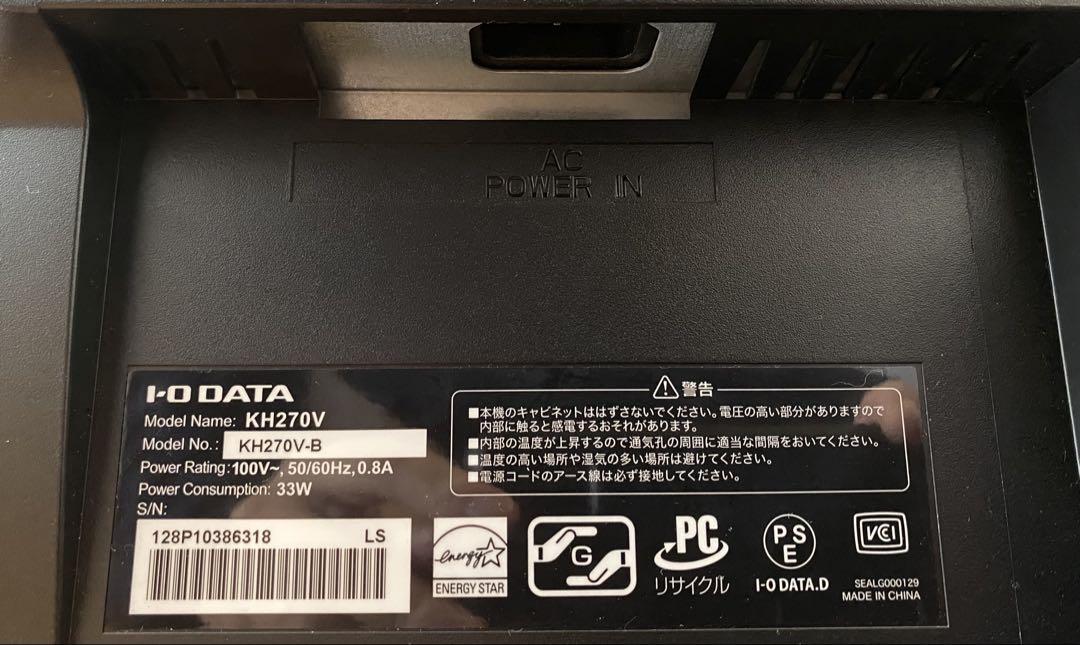 AC
POWER IN
I-O DATA
Model Name: KH270V
Model No.: KH270V-B
Power Rating:100V~, 50/60Hz, 0.8A
Power Consumption: 33W
S/N:
128P10386318 LS
警告
■本機のキャビネットははずさないでください。電圧の高い部分がありますので
内部に触ると感電するおそれがあります。
■内部の温度が上昇するので通気孔の周囲に適当な間隔をおいてください。
■温度の高い場所や湿気の多い場所は避けてください。
■電源コードのアース線は必ず接地してください。
energy
ENERGY STAR
G
PC
リサイクル
PS
E
I-O DATA.D
VCI
SEALG000129
MADE IN CHINA